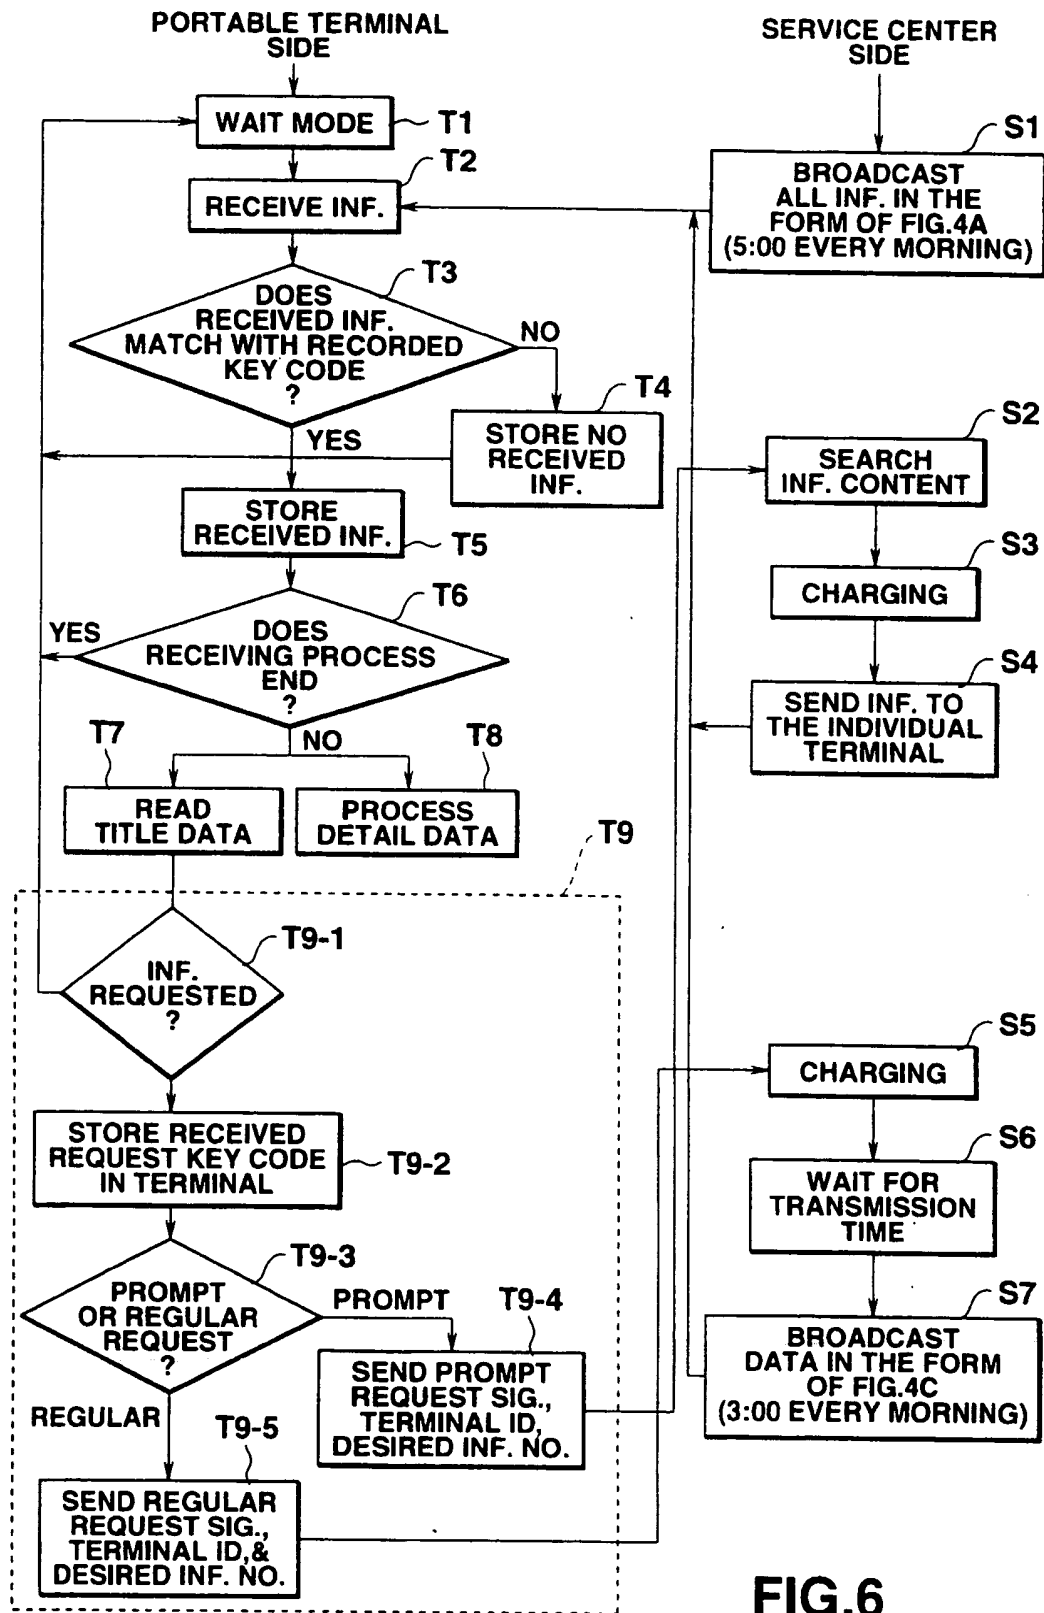 PORTABLE TERMINAL
SIDE
WAIT MODE
T1
T2
RECEIVE INF.
T3
DOES
RECEIVED INF.
MATCH WITH RECORDED
KEY CODE
?
NO
YES
T4
STORE NO
RECEIVED
INF.
STORE
RECEIVED INF.
T5
T6
YES
DOES
RECEIVING PROCESS
END
?
NO
T7
READ
TITLE DATA
T8
PROCESS
DETAIL DATA
T9
T9-1
INF.
REQUESTED
?
STORE RECEIVED
REQUEST KEY CODE
IN TERMINAL
T9-2
T9-3
PROMPT
OR REGULAR
REQUEST
?
PROMPT
T9-4
SEND PROMPT
REQUEST SIG.,
TERMINAL ID,
DESIRED INF. NO.
REGULAR
T9-5
SEND REGULAR
REQUEST SIG.,
TERMINAL ID,&
DESIRED INF. NO.
SERVICE CENTER
SIDE
S1
BROADCAST
ALL INF. IN THE
FORM OF FIG.4A
(5:00 EVERY MORNING)
S2
SEARCH
INF. CONTENT
S3
CHARGING
S4
SEND INF. TO
THE INDIVIDUAL
TERMINAL
S5
CHARGING
S6
WAIT FOR
TRANSMISSION
TIME
S7
BROADCAST
DATA IN THE FORM
OF FIG.4C
(3:00 EVERY MORNING)
FIG.6